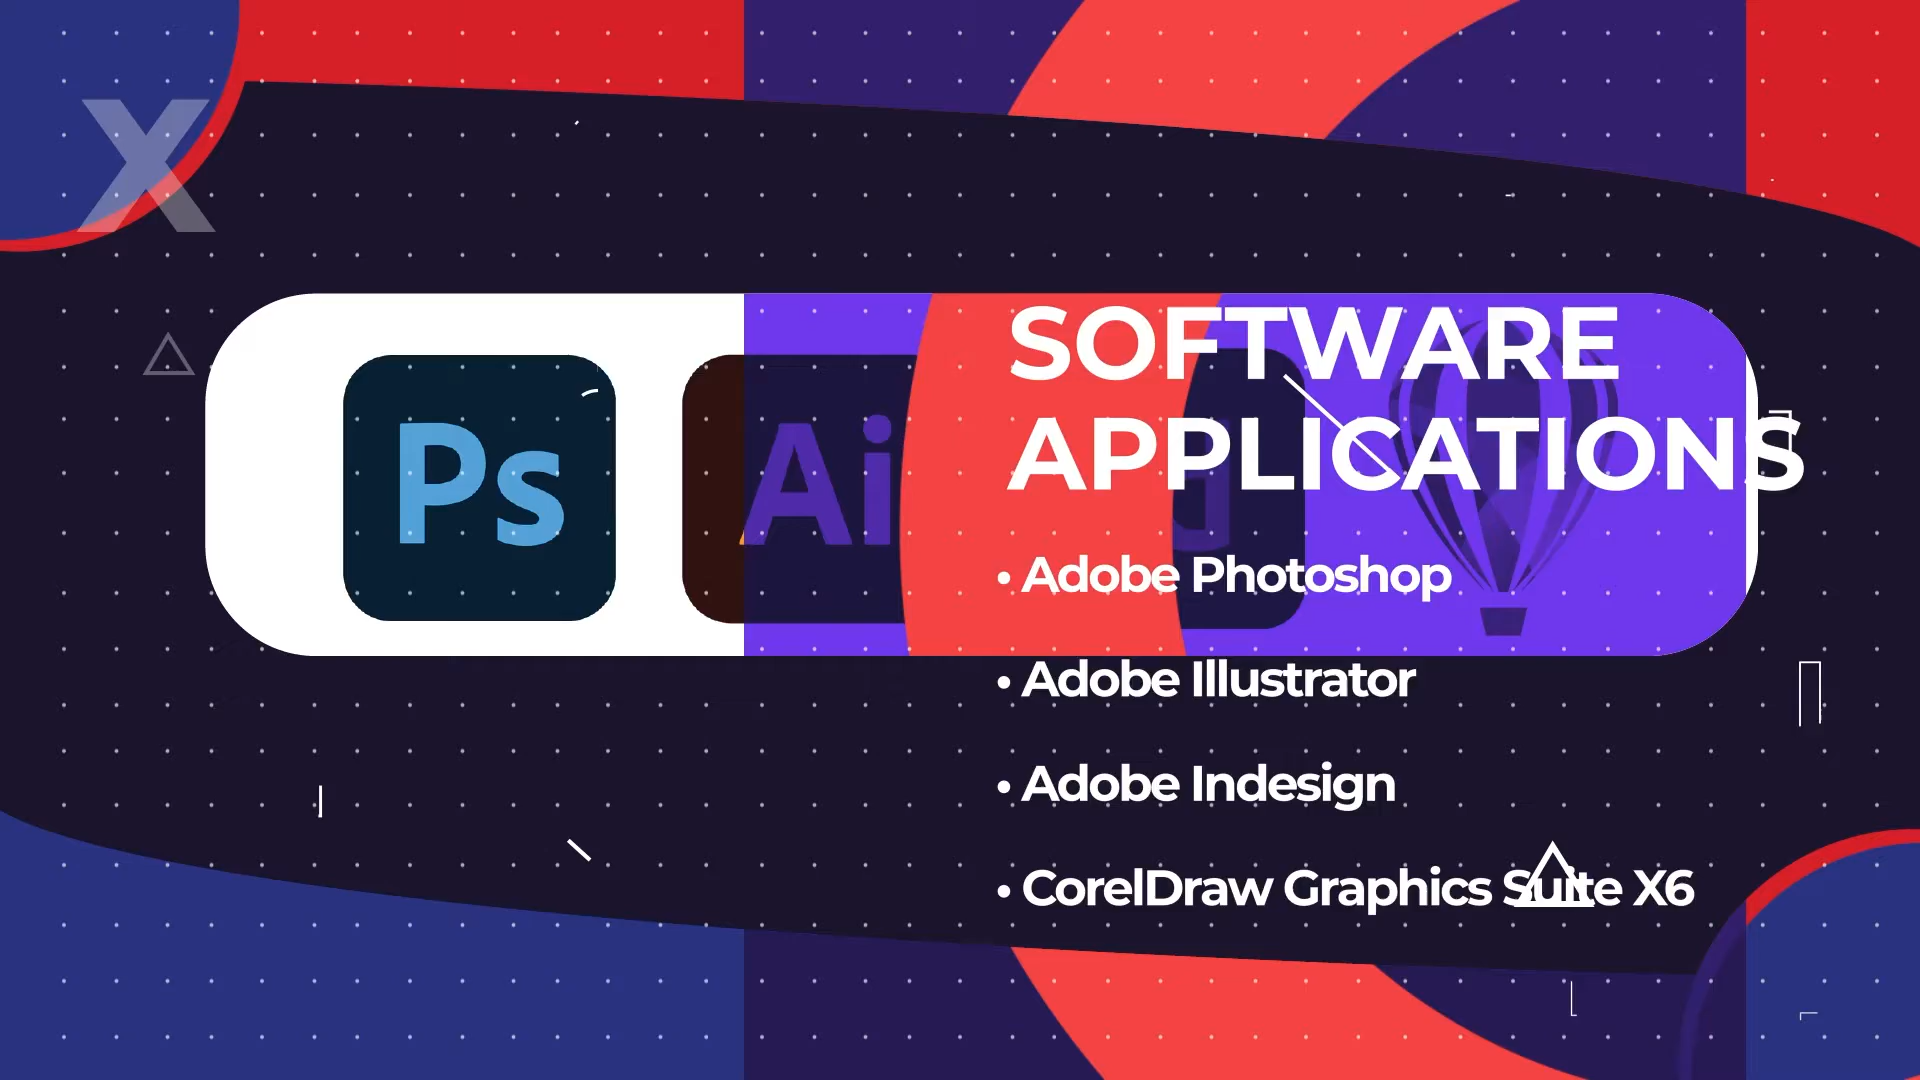 X
Ps
Ai
d
SOFTWARE
APPLICATIONS
• Adobe Photoshop
• Adobe Illustrator
• Adobe Indesign
• CorelDraw Graphics Suite X6